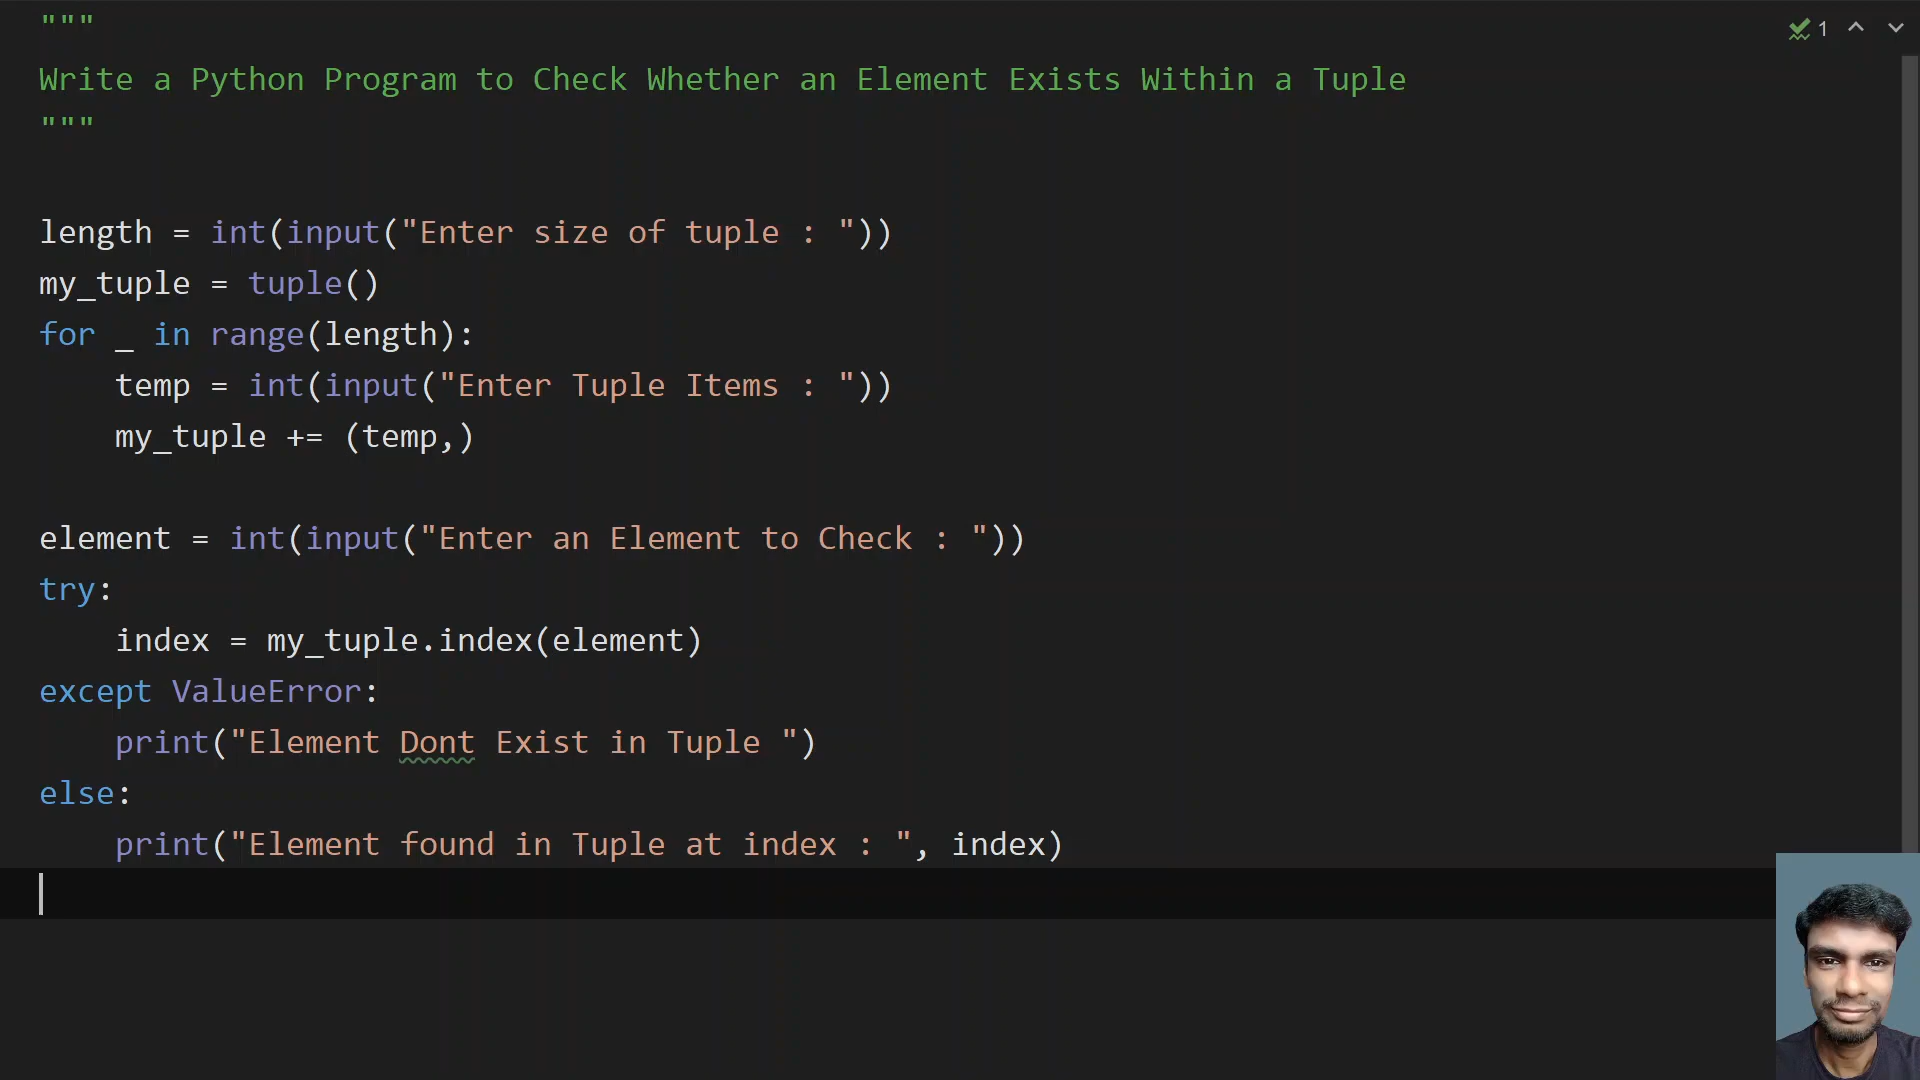 """
Write a Python Program to Check Whether an Element Exists Within a Tuple
"""
length = int(input("Enter size of tuple : "))
my_tuple = tuple()
for _ in range(length):
    temp = int(input("Enter Tuple Items : "))
    my_tuple += (temp,)
element = int(input("Enter an Element to Check : "))
try:
    index = my_tuple.index(element)
except ValueError:
    print("Element Dont Exist in Tuple ")
else:
    print("Element found in Tuple at index : ", index)
1